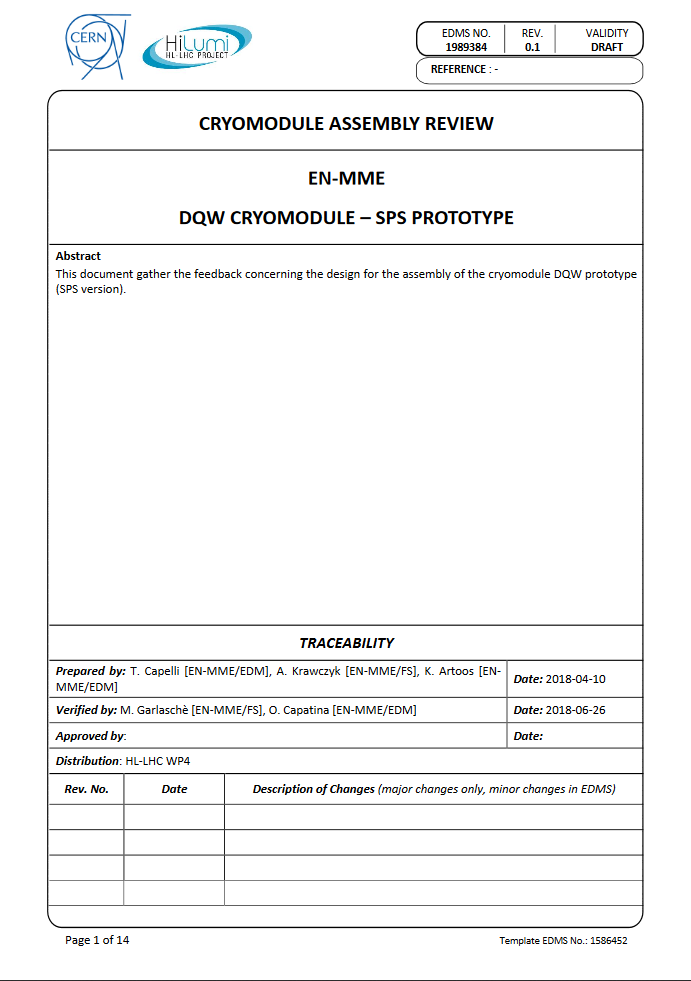 CERN
HiLumi
HL-LHC PROJECT
EDMS NO. REV. VALIDITY
1989384 0.1 DRAFT
REFERENCE : -
CRYOMODULE ASSEMBLY REVIEW
EN-MME
DQW CRYOMODULE – SPS PROTOTYPE
Abstract
This document gather the feedback concerning the design for the assembly of the cryomodule DQW prototype
(SPS version).
TRACEABILITY
Prepared by: T. Capelli [EN-MME/EDM], A. Krawczyk [EN-MME/FS], K. Artoos [EN-
MME/EDM]
Date: 2018-04-10
Verified by: M. Garlaschè [EN-MME/FS], O. Capatina [EN-MME/EDM]
Date: 2018-06-26
Approved by:
Date:
Distribution: HL-LHC WP4
Rev. No. Date Description of Changes (major changes only, minor changes in EDMS)
Page 1 of 14
Template EDMS No.: 1586452